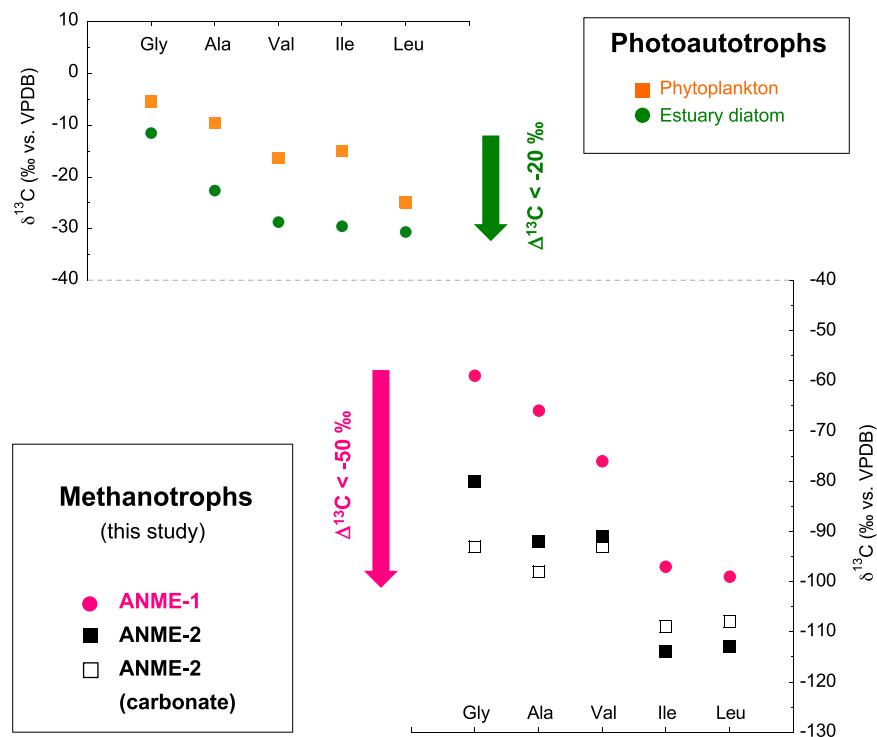 10
0
-10
-20
-30
-40
δ13C (‰ vs. VPDB)
Gly Ala Val Ile Leu
Δ13C < -20 ‰
Photoautotrophs
Phytoplankton
Estuary diatom
Methanotrophs
(this study)
ANME-1
ANME-2
ANME-2
(carbonate)
Δ13C < -50 ‰
-40
-50
-60
-70
-80
-90
-100
-110
-120
-130
δ13C (‰ vs. VPDB)
Gly Ala Val Ile Leu